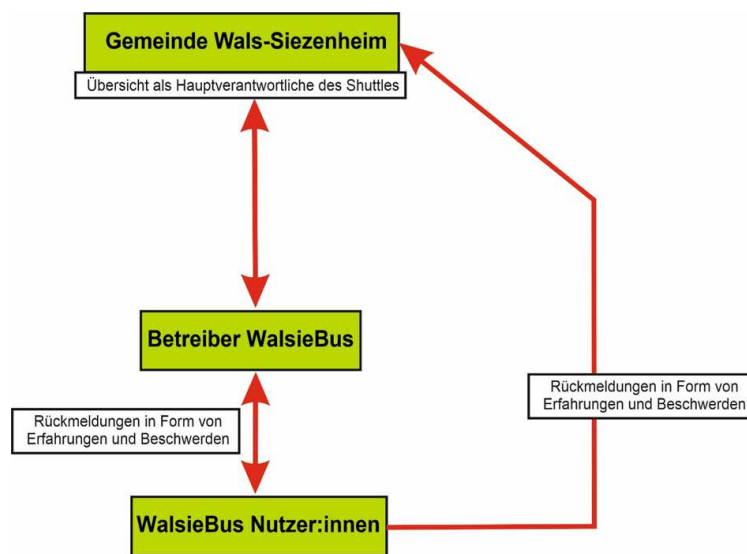 Gemeinde Wals-Siezenheim
Übersicht als Hauptverantwortliche des Shuttles
Betreiber WalsieBus
Rückmeldungen in Form von
Erfahrungen und Beschwerden
Rückmeldungen in Form von
Erfahrungen und Beschwerden
WalsieBus Nutzer:innen